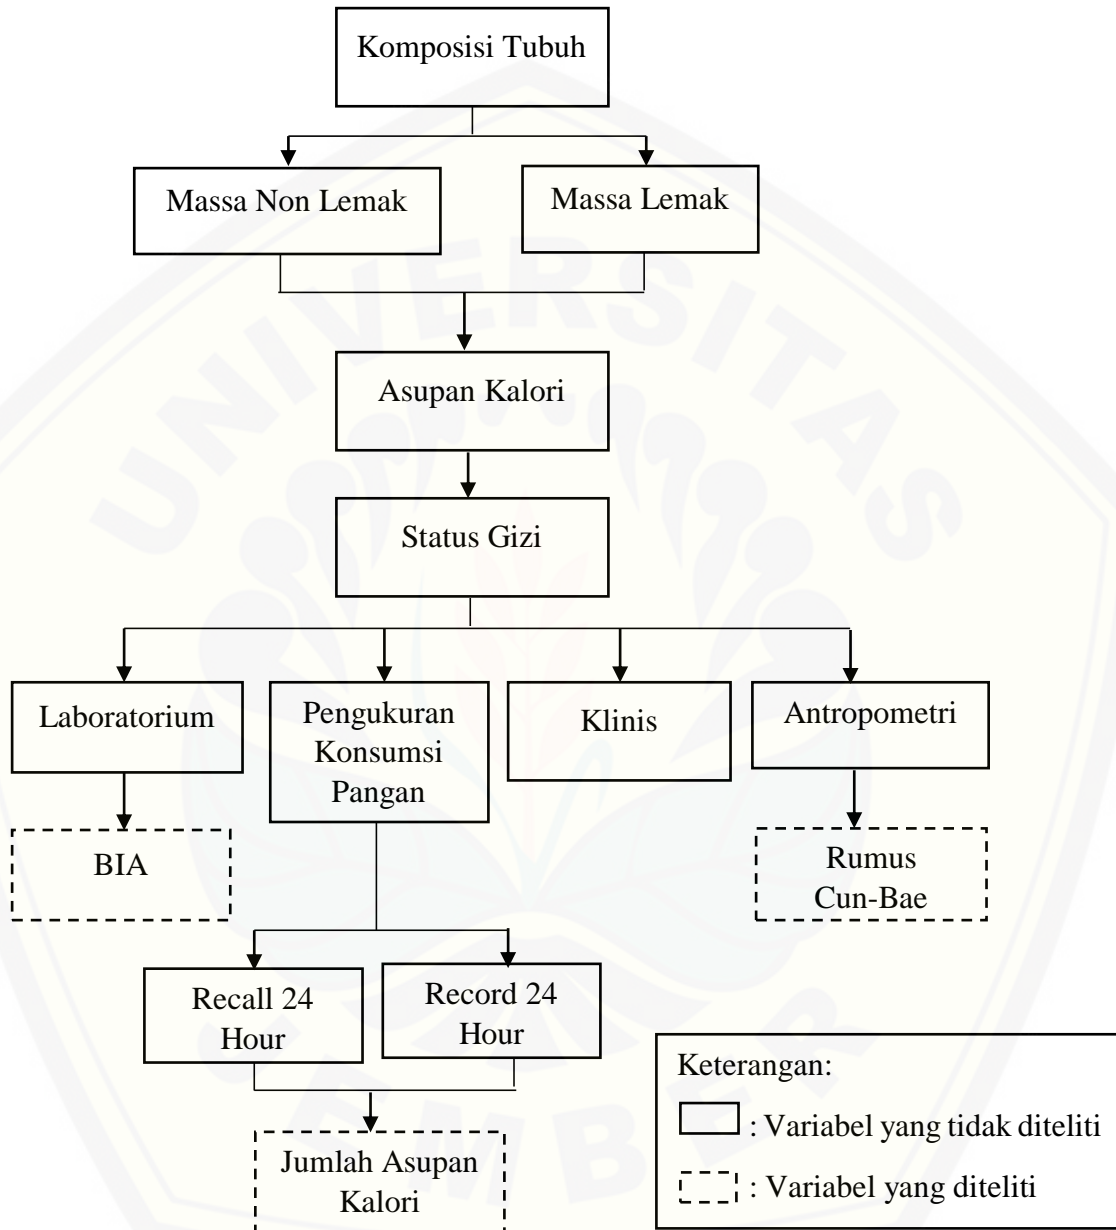 Komposisi Tubuh
Massa Non Lemak
Massa Lemak
Asupan Kalori
Status Gizi
Laboratorium
Pengukuran
Konsumsi
Pangan
Klinis
Antropometri
BIA
Rumus
Cun-Bae
Recall 24
Hour
Record 24
Hour
Jumlah Asupan
Kalori
Keterangan:
: Variabel yang tidak diteliti
: Variabel yang diteliti
UNIVERSITAS
JEMBER